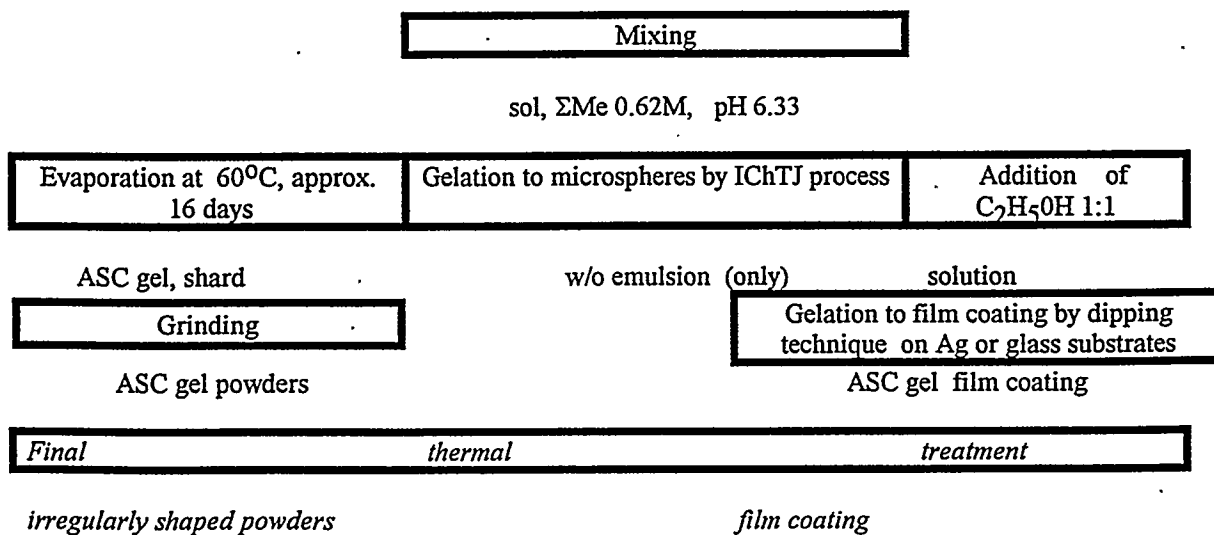 Mixing
sol, ΣMe 0.62M, pH 6.33
Evaporation at 60°C, approx.
16 days
Gelation to microspheres by IChTJ process
Addition of
C₂H₅0H 1:1
ASC gel, shard
w/o emulsion (only)
solution
Grinding
Gelation to film coating by dipping
technique on Ag or glass substrates
ASC gel powders
ASC gel film coating
Final thermal treatment
irregularly shaped powders
film coating